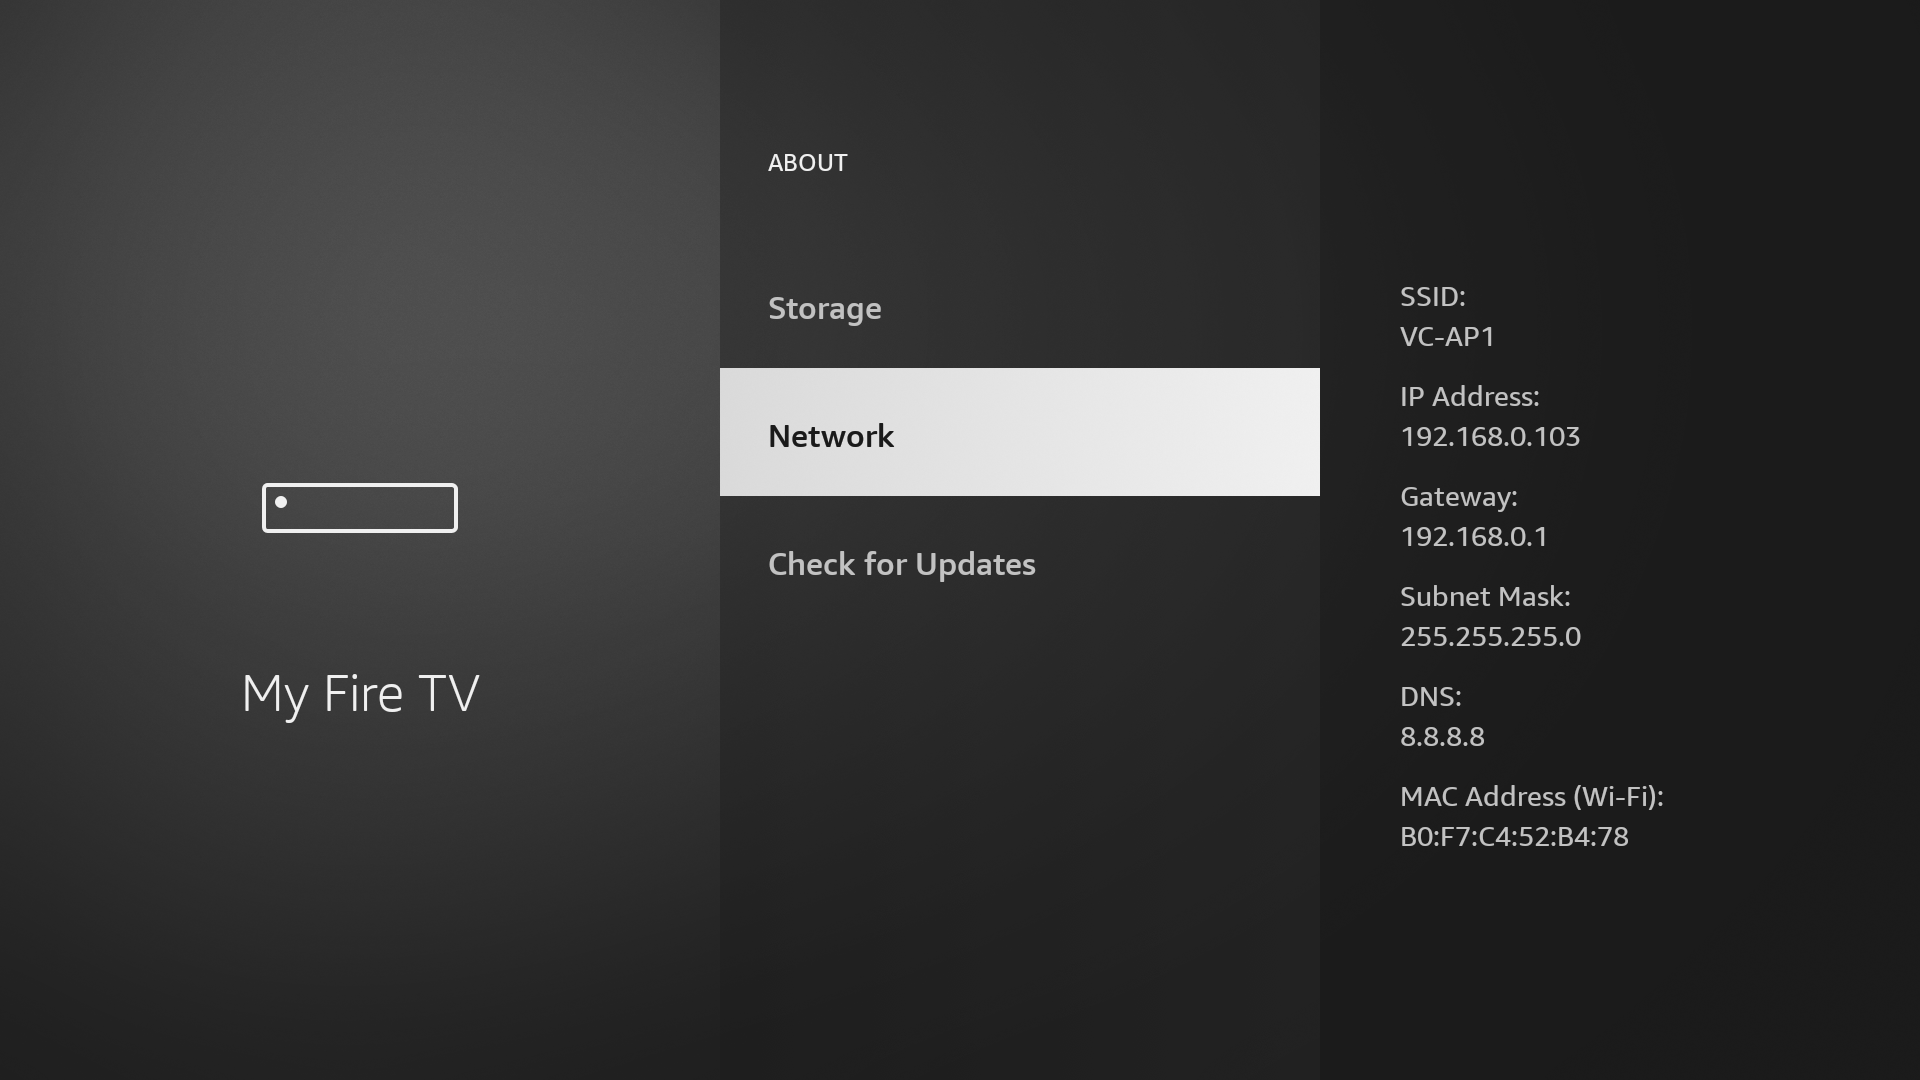 My Fire TV
ABOUT
Storage
Network
Check for Updates
SSID:
VC-AP1
IP Address:
192.168.0.103
Gateway:
192.168.0.1
Subnet Mask:
255.255.255.0
DNS:
8.8.8.8
MAC Address (Wi-Fi):
B0:F7:C4:52:B4:78